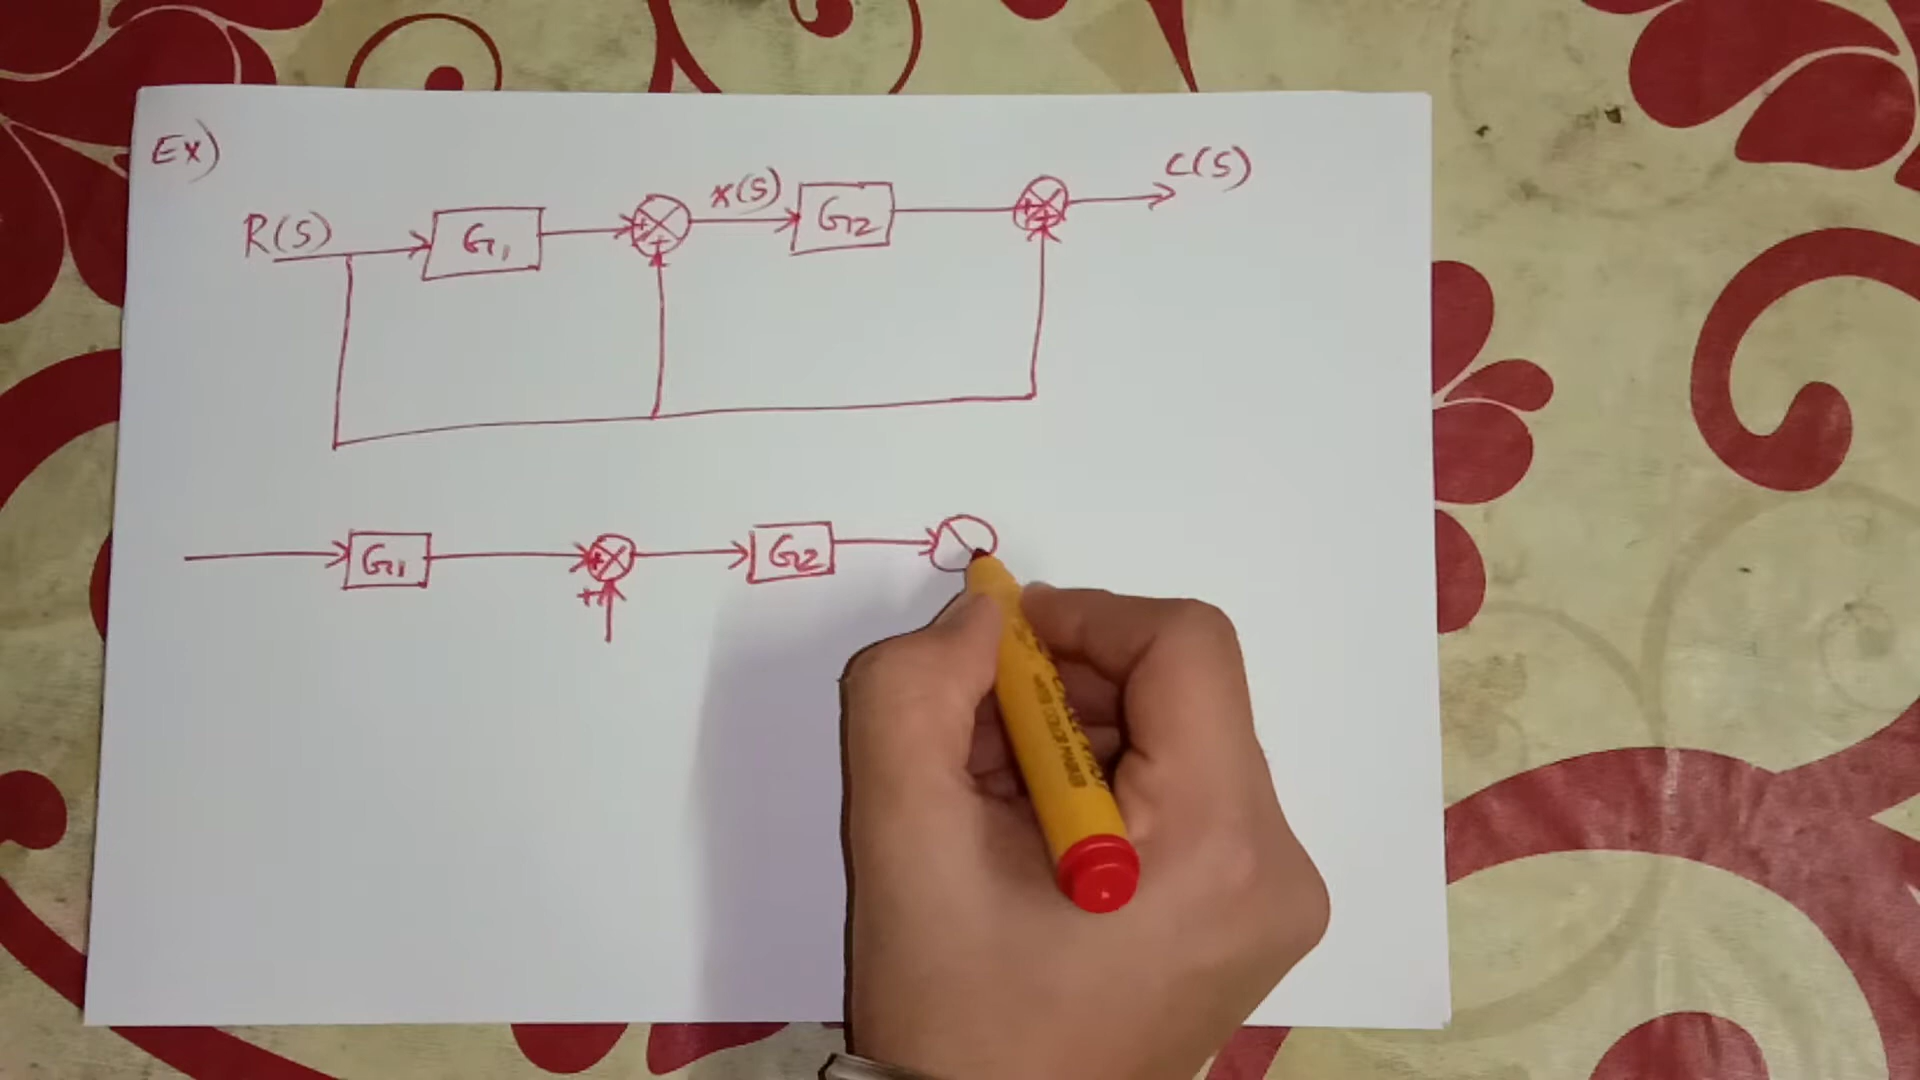 Ex)
R(S) G1 + + X(S) G2 + + C(S)
G1 + + G2